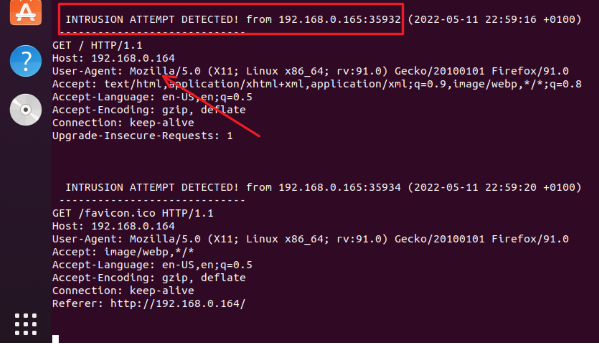 INTRUSION ATTEMPT DETECTED! from 192.168.0.165:35932 (2022-05-11 22:59:16 +0100)
-----------------------------
GET / HTTP/1.1
Host: 192.168.0.164
User-Agent: Mozilla/5.0 (X11; Linux x86_64; rv:91.0) Gecko/20100101 Firefox/91.0
Accept: text/html,application/xhtml+xml,application/xml;q=0.9,image/webp,*/*;q=0.8
Accept-Language: en-US,en;q=0.5
Accept-Encoding: gzip, deflate
Connection: keep-alive
Upgrade-Insecure-Requests: 1
INTRUSION ATTEMPT DETECTED! from 192.168.0.165:35934 (2022-05-11 22:59:20 +0100)
-----------------------------
GET /favicon.ico HTTP/1.1
Host: 192.168.0.164
User-Agent: Mozilla/5.0 (X11; Linux x86_64; rv:91.0) Gecko/20100101 Firefox/91.0
Accept: image/webp,*/*
Accept-Language: en-US,en;q=0.5
Accept-Encoding: gzip, deflate
Connection: keep-alive
Referer: http://192.168.0.164/